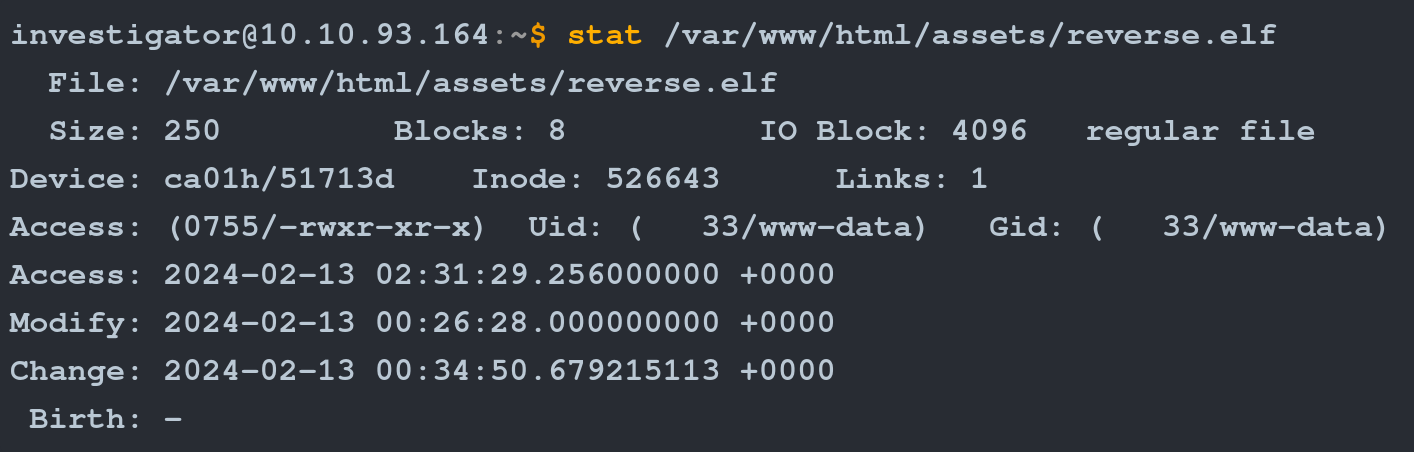 investigator@10.10.93.164:~$ stat /var/www/html/assets/reverse.elf
  File: /var/www/html/assets/reverse.elf
  Size: 250         Blocks: 8          IO Block: 4096   regular file
Device: ca01h/51713d    Inode: 526643      Links: 1
Access: (0755/-rwxr-xr-x)  Uid: (   33/www-data)   Gid: (   33/www-data)
Access: 2024-02-13 02:31:29.256000000 +0000
Modify: 2024-02-13 00:26:28.000000000 +0000
Change: 2024-02-13 00:34:50.679215113 +0000
 Birth: -